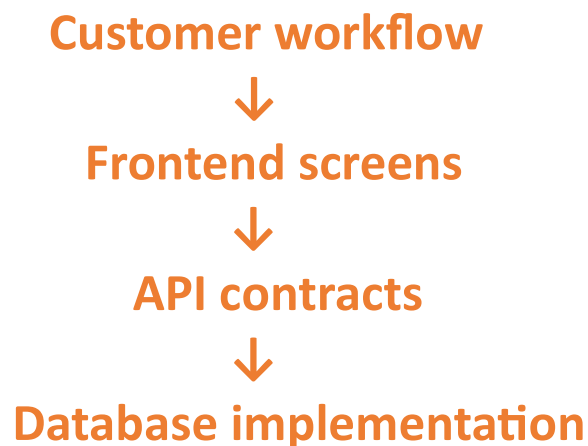 Customer workflow
↓
Frontend screens
↓
API contracts
↓
Database implementation